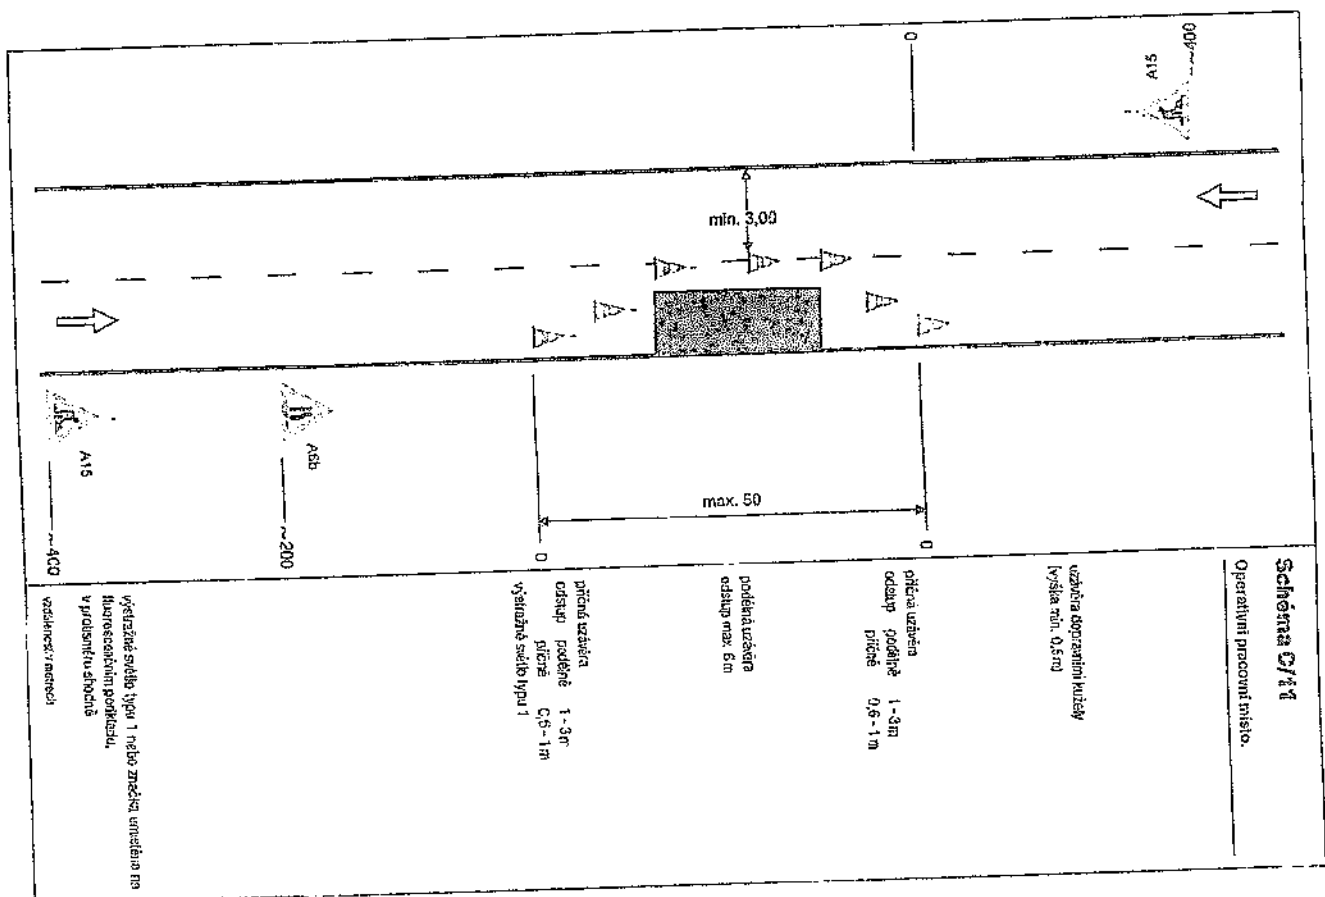 Schéma C/11
Operativní pracovní místo.
uzávěra dopravními kužely
(výška min. 0,5 m)
příčná uzávěra
odstup podélně 1 - 3 m
příčně 0,6 - 1 m
podélná uzávěra
odstup max. 6 m
příčná uzávěra
odstup podélně 1 - 3 m
příčně 0,6 - 1 m
výstražné světlo typu 1
výstražné světlo typu 1 nebo značka umístěna na
fluorescenčním podkladu,
v protisměru shodně
vzdálenosti v metrech
~400
A15
0
min. 3,00
max. 50
0
0
A6b
~200
A15
~400